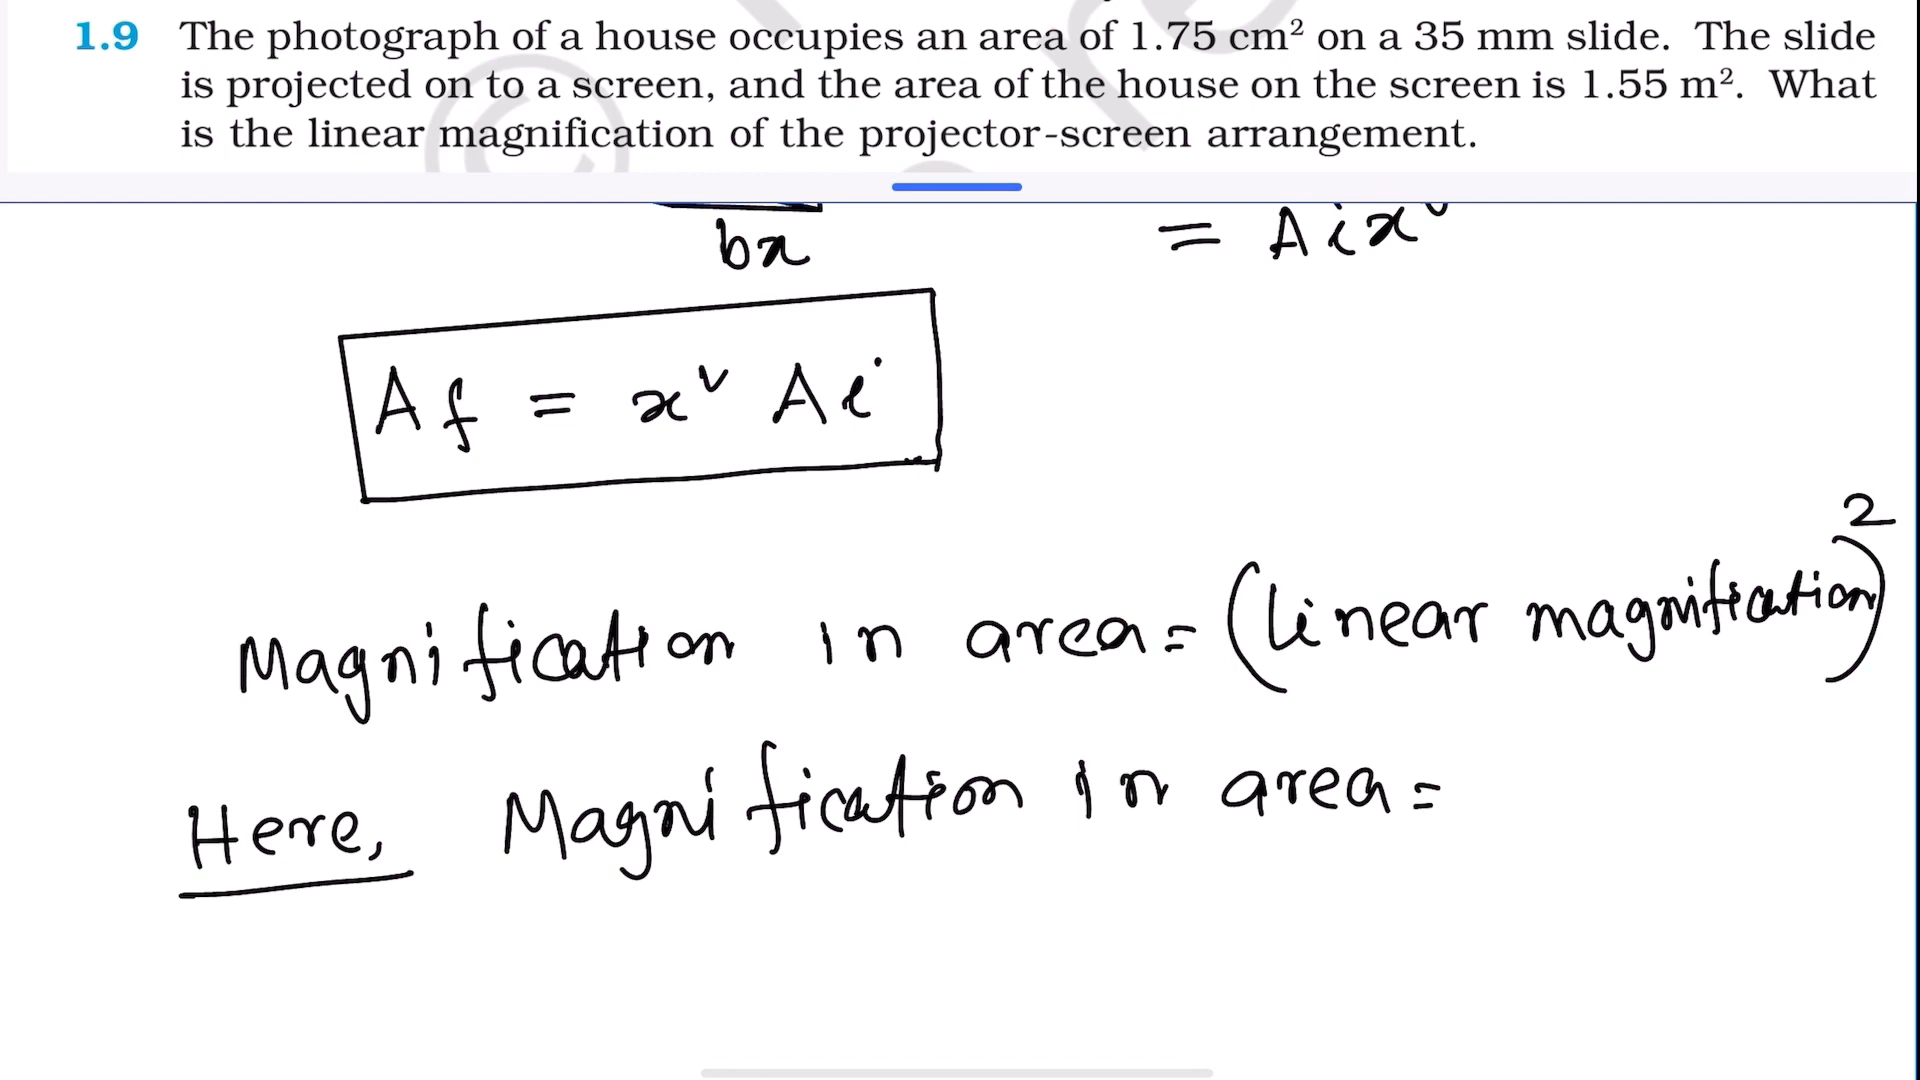 1.9 The photograph of a house occupies an area of 1.75 cm² on a 35 mm slide. The slide
is projected on to a screen, and the area of the house on the screen is 1.55 m². What
is the linear magnification of the projector-screen arrangement.
bx
= Aix²
Af = x² Ai
Magnification in area = (linear magnification)²
Here, Magnification in area =